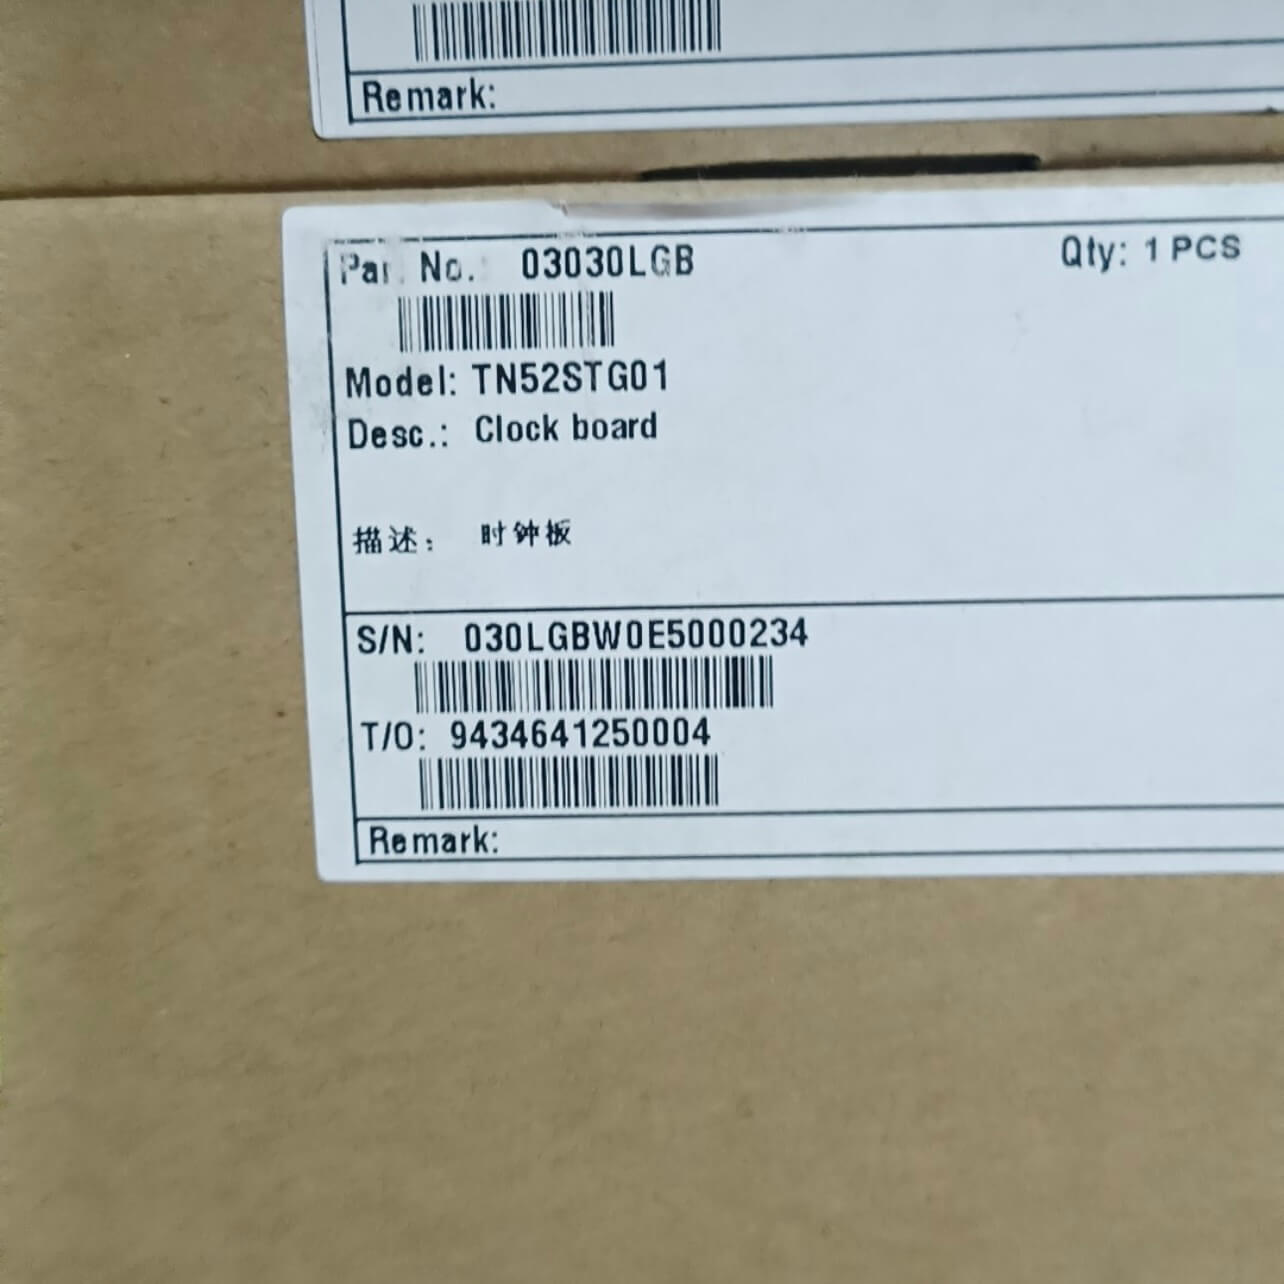 Remark:
Part No.: 03030LGB
Qty: 1 PCS
Model: TN52STG01
Desc.: Clock board
描述： 时钟板
S/N: 030LGBW0E5000234
T/O: 9434641250004
Remark: